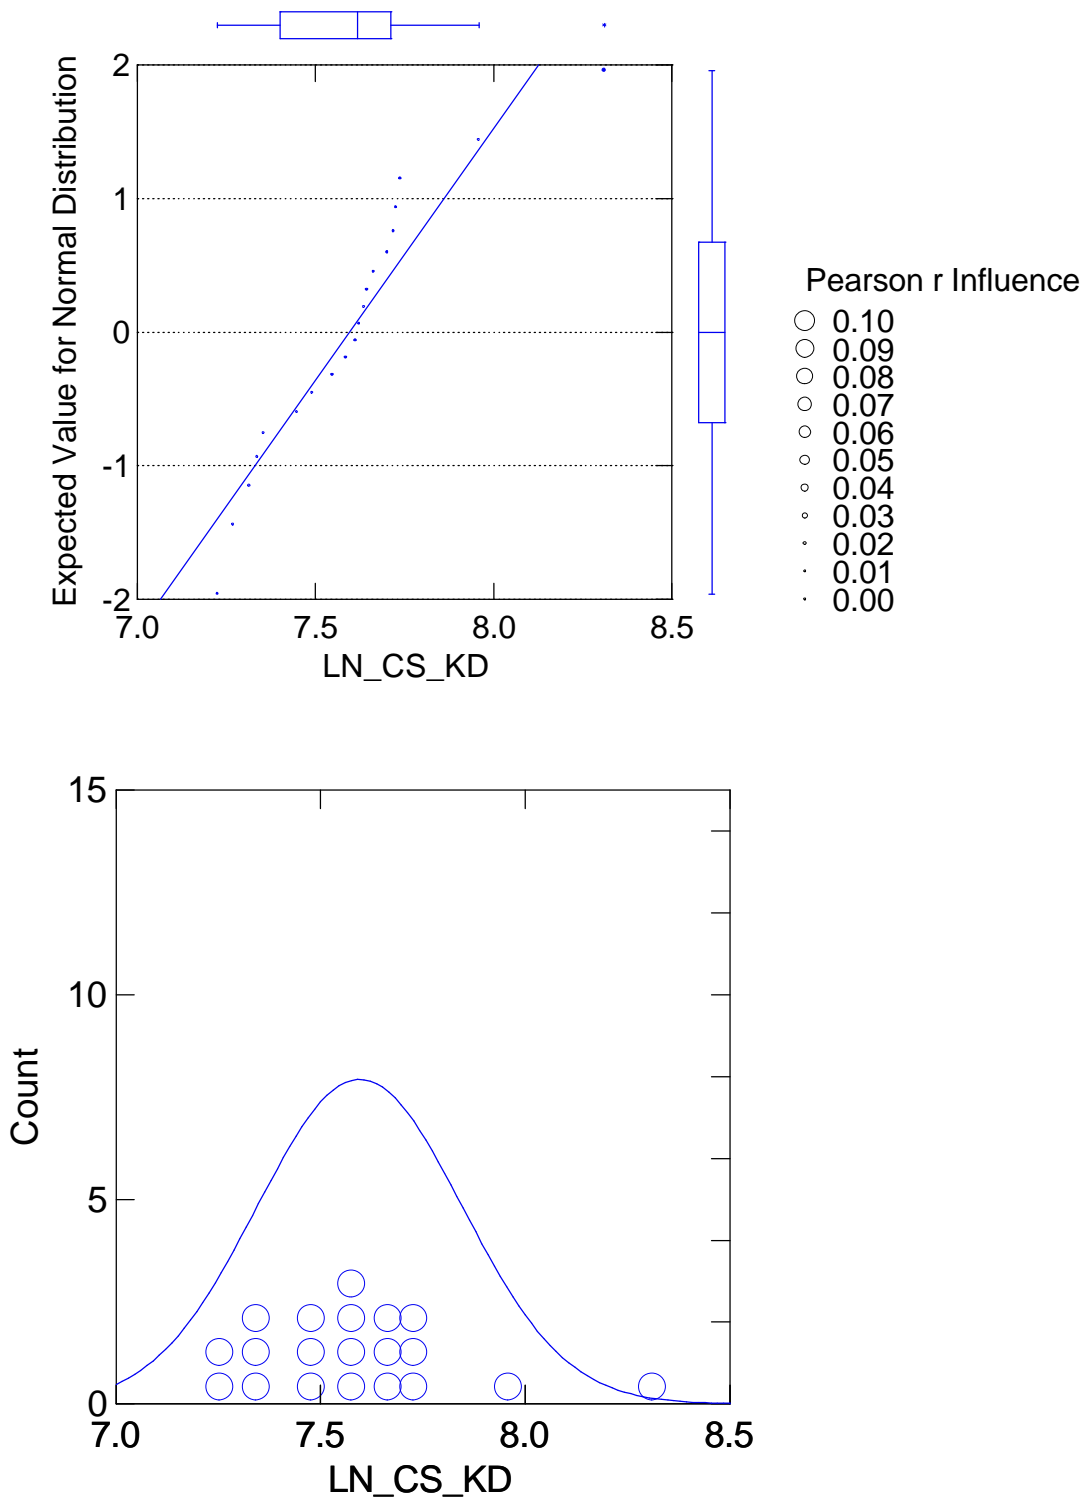 Expected Value for Normal Distribution
2
1
0
-1
-2
7.0 7.5 8.0 8.5
LN_CS_KD
Pearson r Influence
0.10
0.09
0.08
0.07
0.06
0.05
0.04
0.03
0.02
0.01
0.00
Count
15
10
5
0
7.0 7.5 8.0 8.5
LN_CS_KD